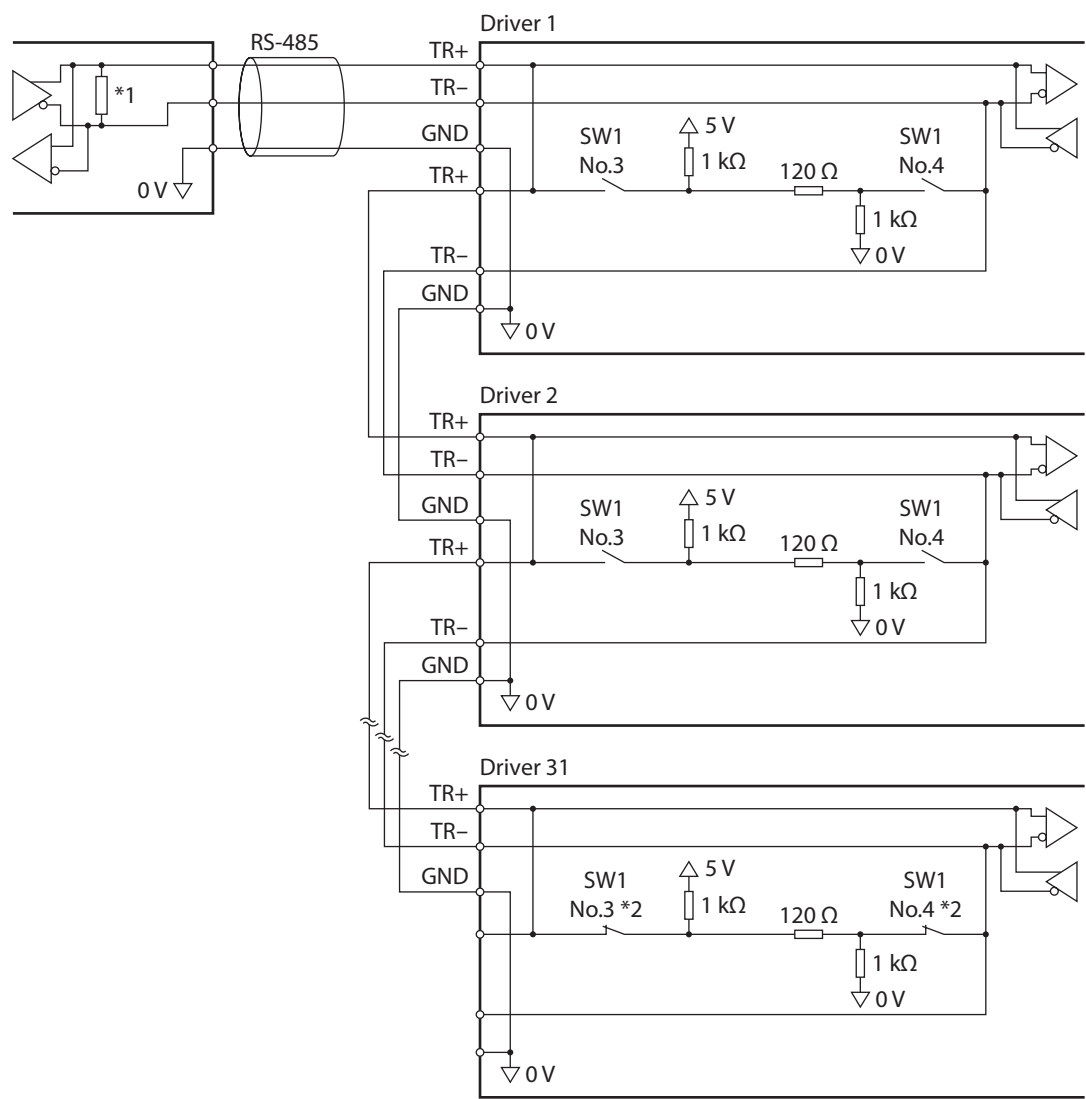 Driver 1
RS-485
TR+
TR–
GND
TR+
TR–
GND
*1
0 V
SW1
No.3
5 V
1 kΩ
120 Ω
SW1
No.4
1 kΩ
0 V
0 V
Driver 2
TR+
TR–
GND
TR+
TR–
GND
SW1
No.3
5 V
1 kΩ
120 Ω
SW1
No.4
1 kΩ
0 V
0 V
Driver 31
TR+
TR–
GND
SW1
No.3 *2
5 V
1 kΩ
120 Ω
SW1
No.4 *2
1 kΩ
0 V
0 V